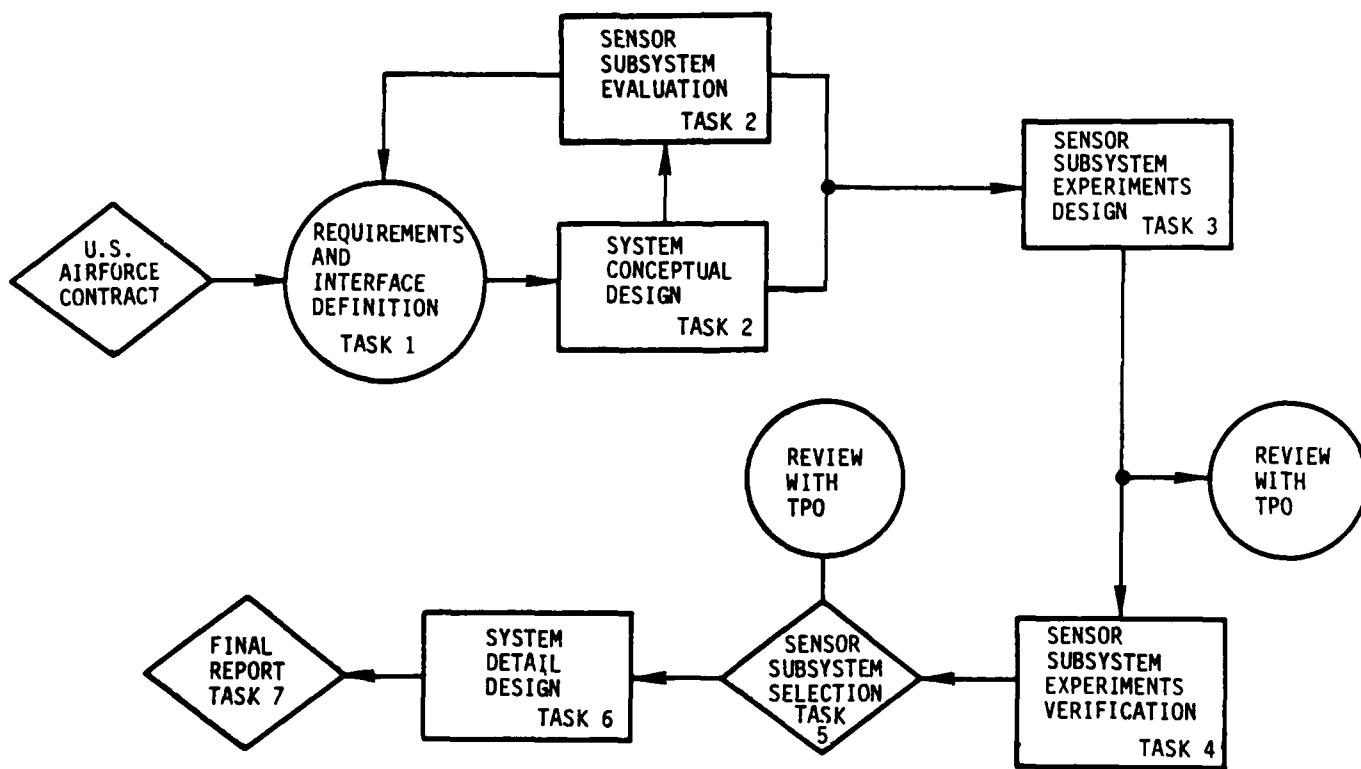 SENSOR
SUBSYSTEM
EVALUATION
TASK 2
SENSOR
SUBSYSTEM
EXPERIMENTS
DESIGN
TASK 3
U.S.
AIRFORCE
CONTRACT
REQUIREMENTS
AND
INTERFACE
DEFINITION
TASK 1
SYSTEM
CONCEPTUAL
DESIGN
TASK 2
REVIEW
WITH
TPO
REVIEW
WITH
TPO
FINAL
REPORT
TASK 7
SYSTEM
DETAIL
DESIGN
TASK 6
SENSOR
SUBSYSTEM
SELECTION
TASK
5
SENSOR
SUBSYSTEM
EXPERIMENTS
VERIFICATION
TASK 4